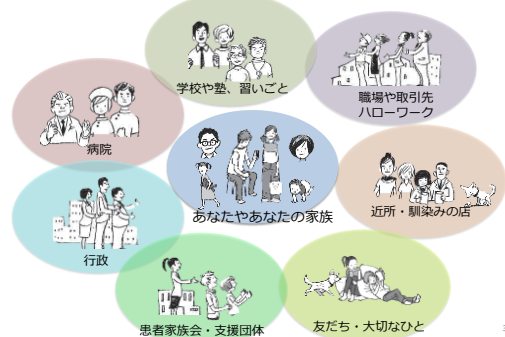 学校や塾、習いごと
職場や取引先
ハローワーク
病院
あなたやあなたの家族
近所・馴染みの店
行政
患者家族会・支援団体
友だち・大切なひと